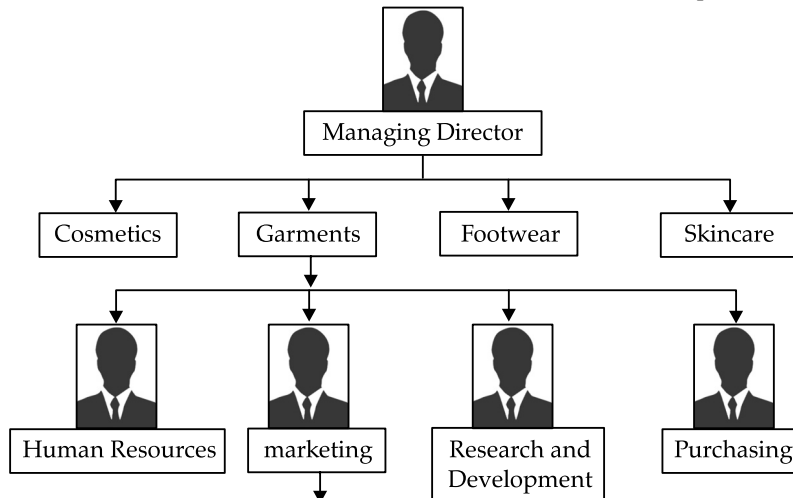 Managing Director
Cosmetics
Garments
Footwear
Skincare
Human Resources
marketing
Research and
Development
Purchasing